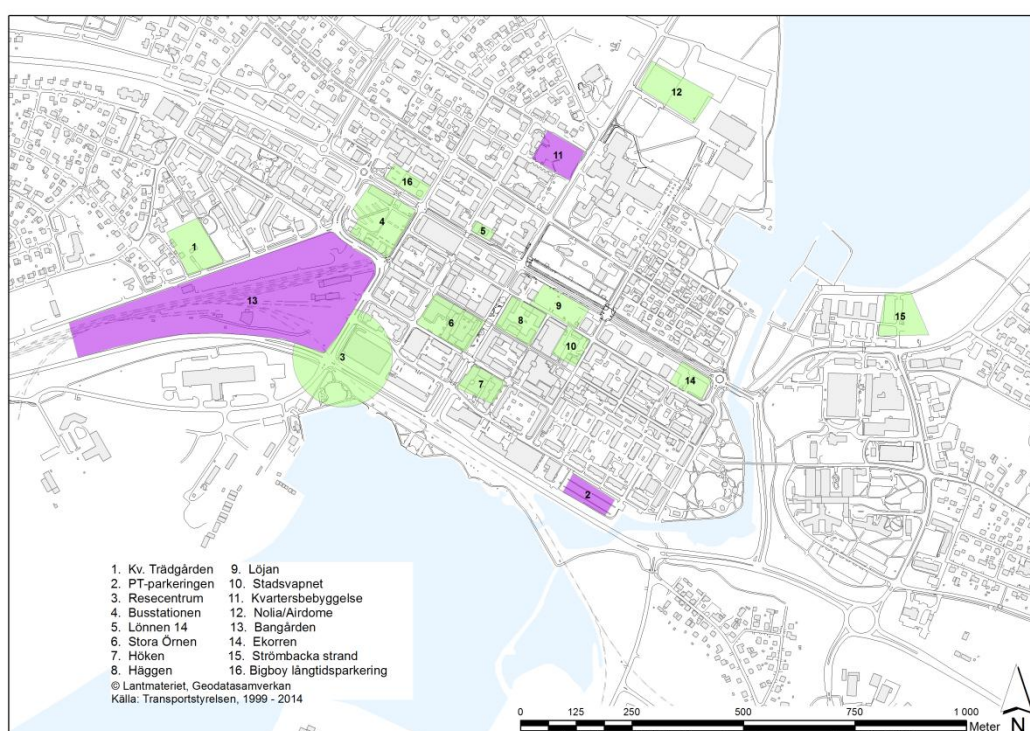 12
11
16
4
5
1
13
9
15
6
8
10
3
14
7
2
1. Kv. Trädgården 9. Löjan
2. PT-parkeringen 10. Stadsvapnet
3. Resecentrum 11. Kvartersbebyggelse
4. Busstationen 12. Nolia/Airdome
5. Lönnen 14 13. Bangården
6. Stora Örnen 14. Ekorren
7. Höken 15. Strömbacka strand
8. Häggen 16. Bigboy långtidsparkering
© Lantmateriet, Geodatasamverkan
Källa: Transportstyrelsen, 1999 - 2014
0 125 250 500 750 1 000
Meter
N